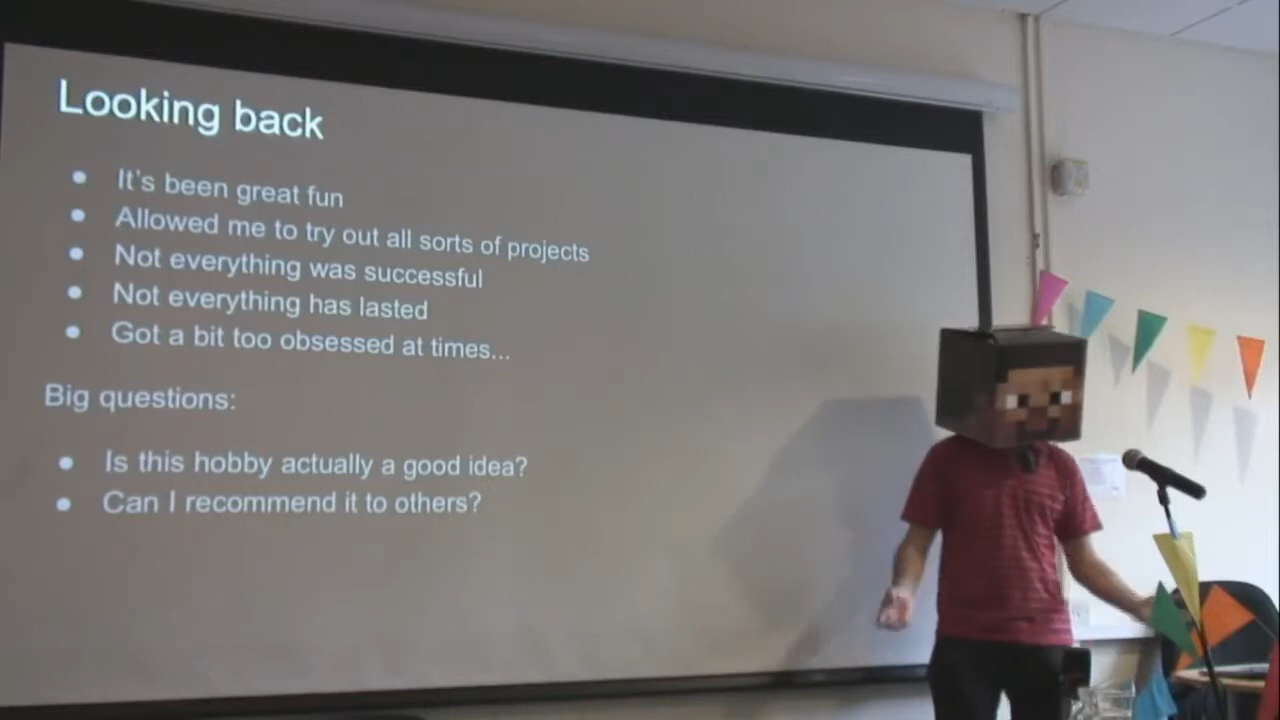 Looking back
● It's been great fun
● Allowed me to try out all sorts of projects
● Not everything was successful
● Not everything has lasted
● Got a bit too obsessed at times...
Big questions:
● Is this hobby actually a good idea?
● Can I recommend it to others?